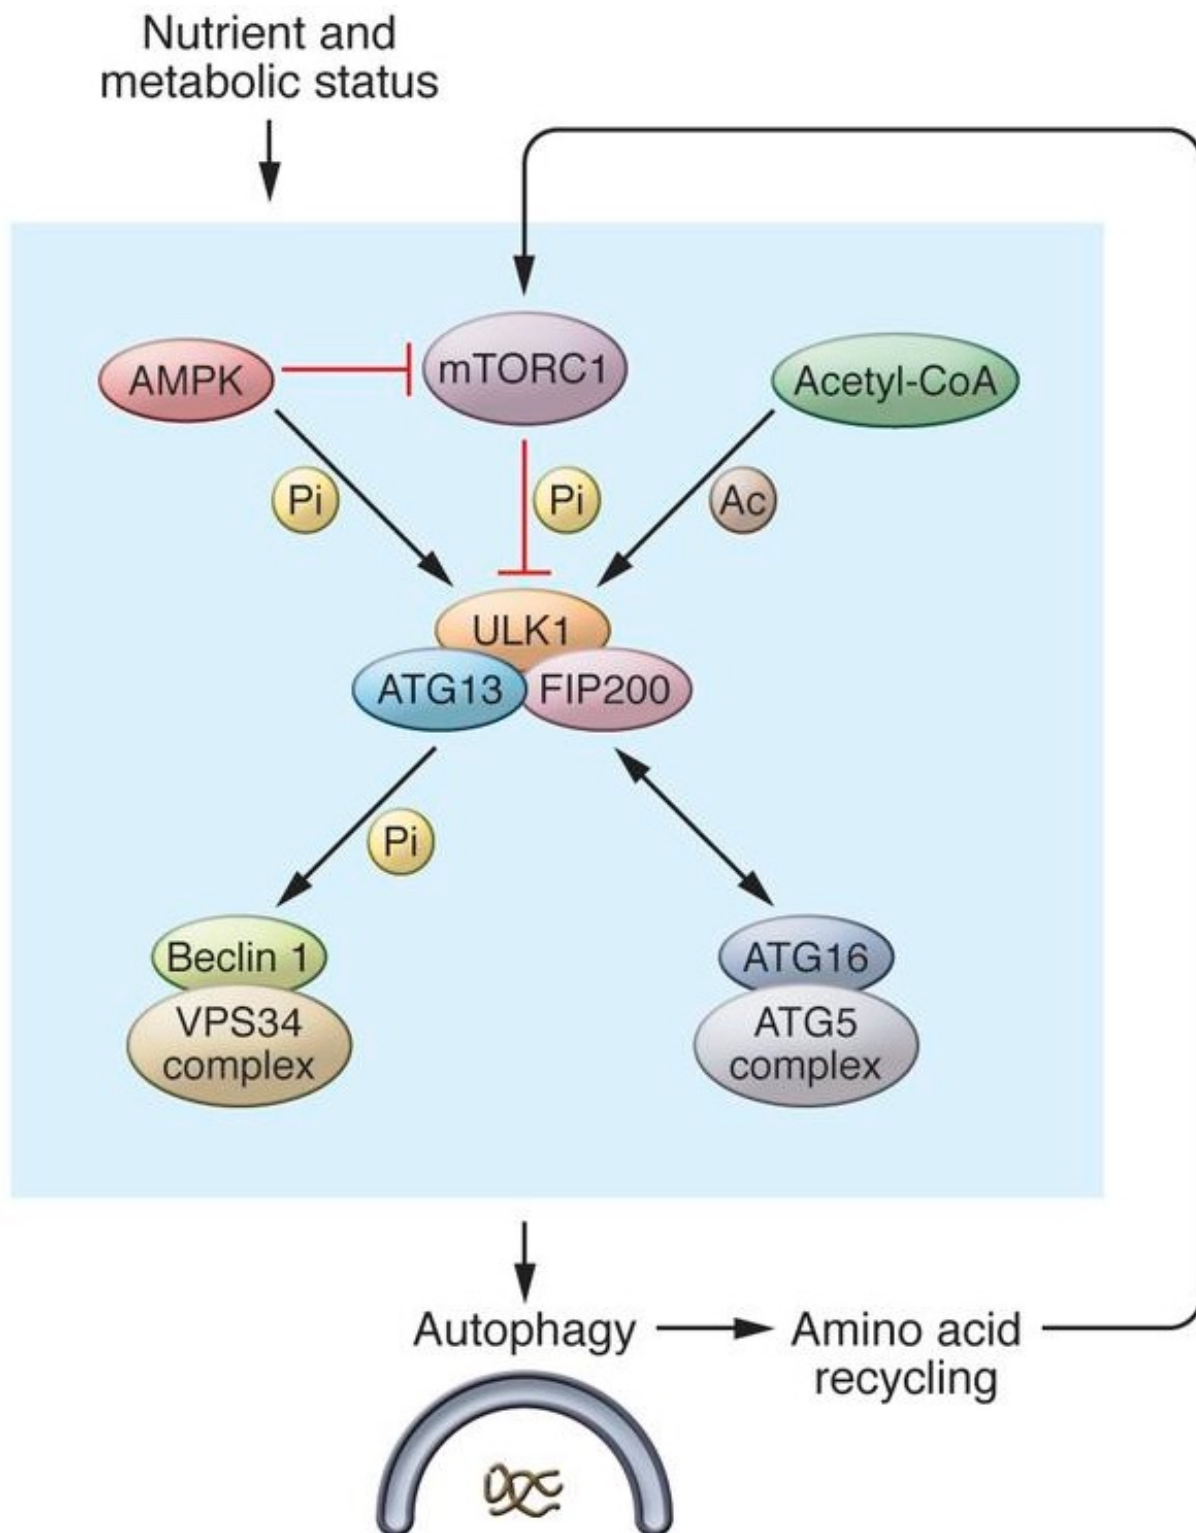 Nutrient and
metabolic status
AMPK
mTORC1
Acetyl-CoA
Pi
Pi
Ac
ULK1
ATG13
FIP200
Pi
Beclin 1
VPS34
complex
ATG16
ATG5
complex
Autophagy
Amino acid
recycling